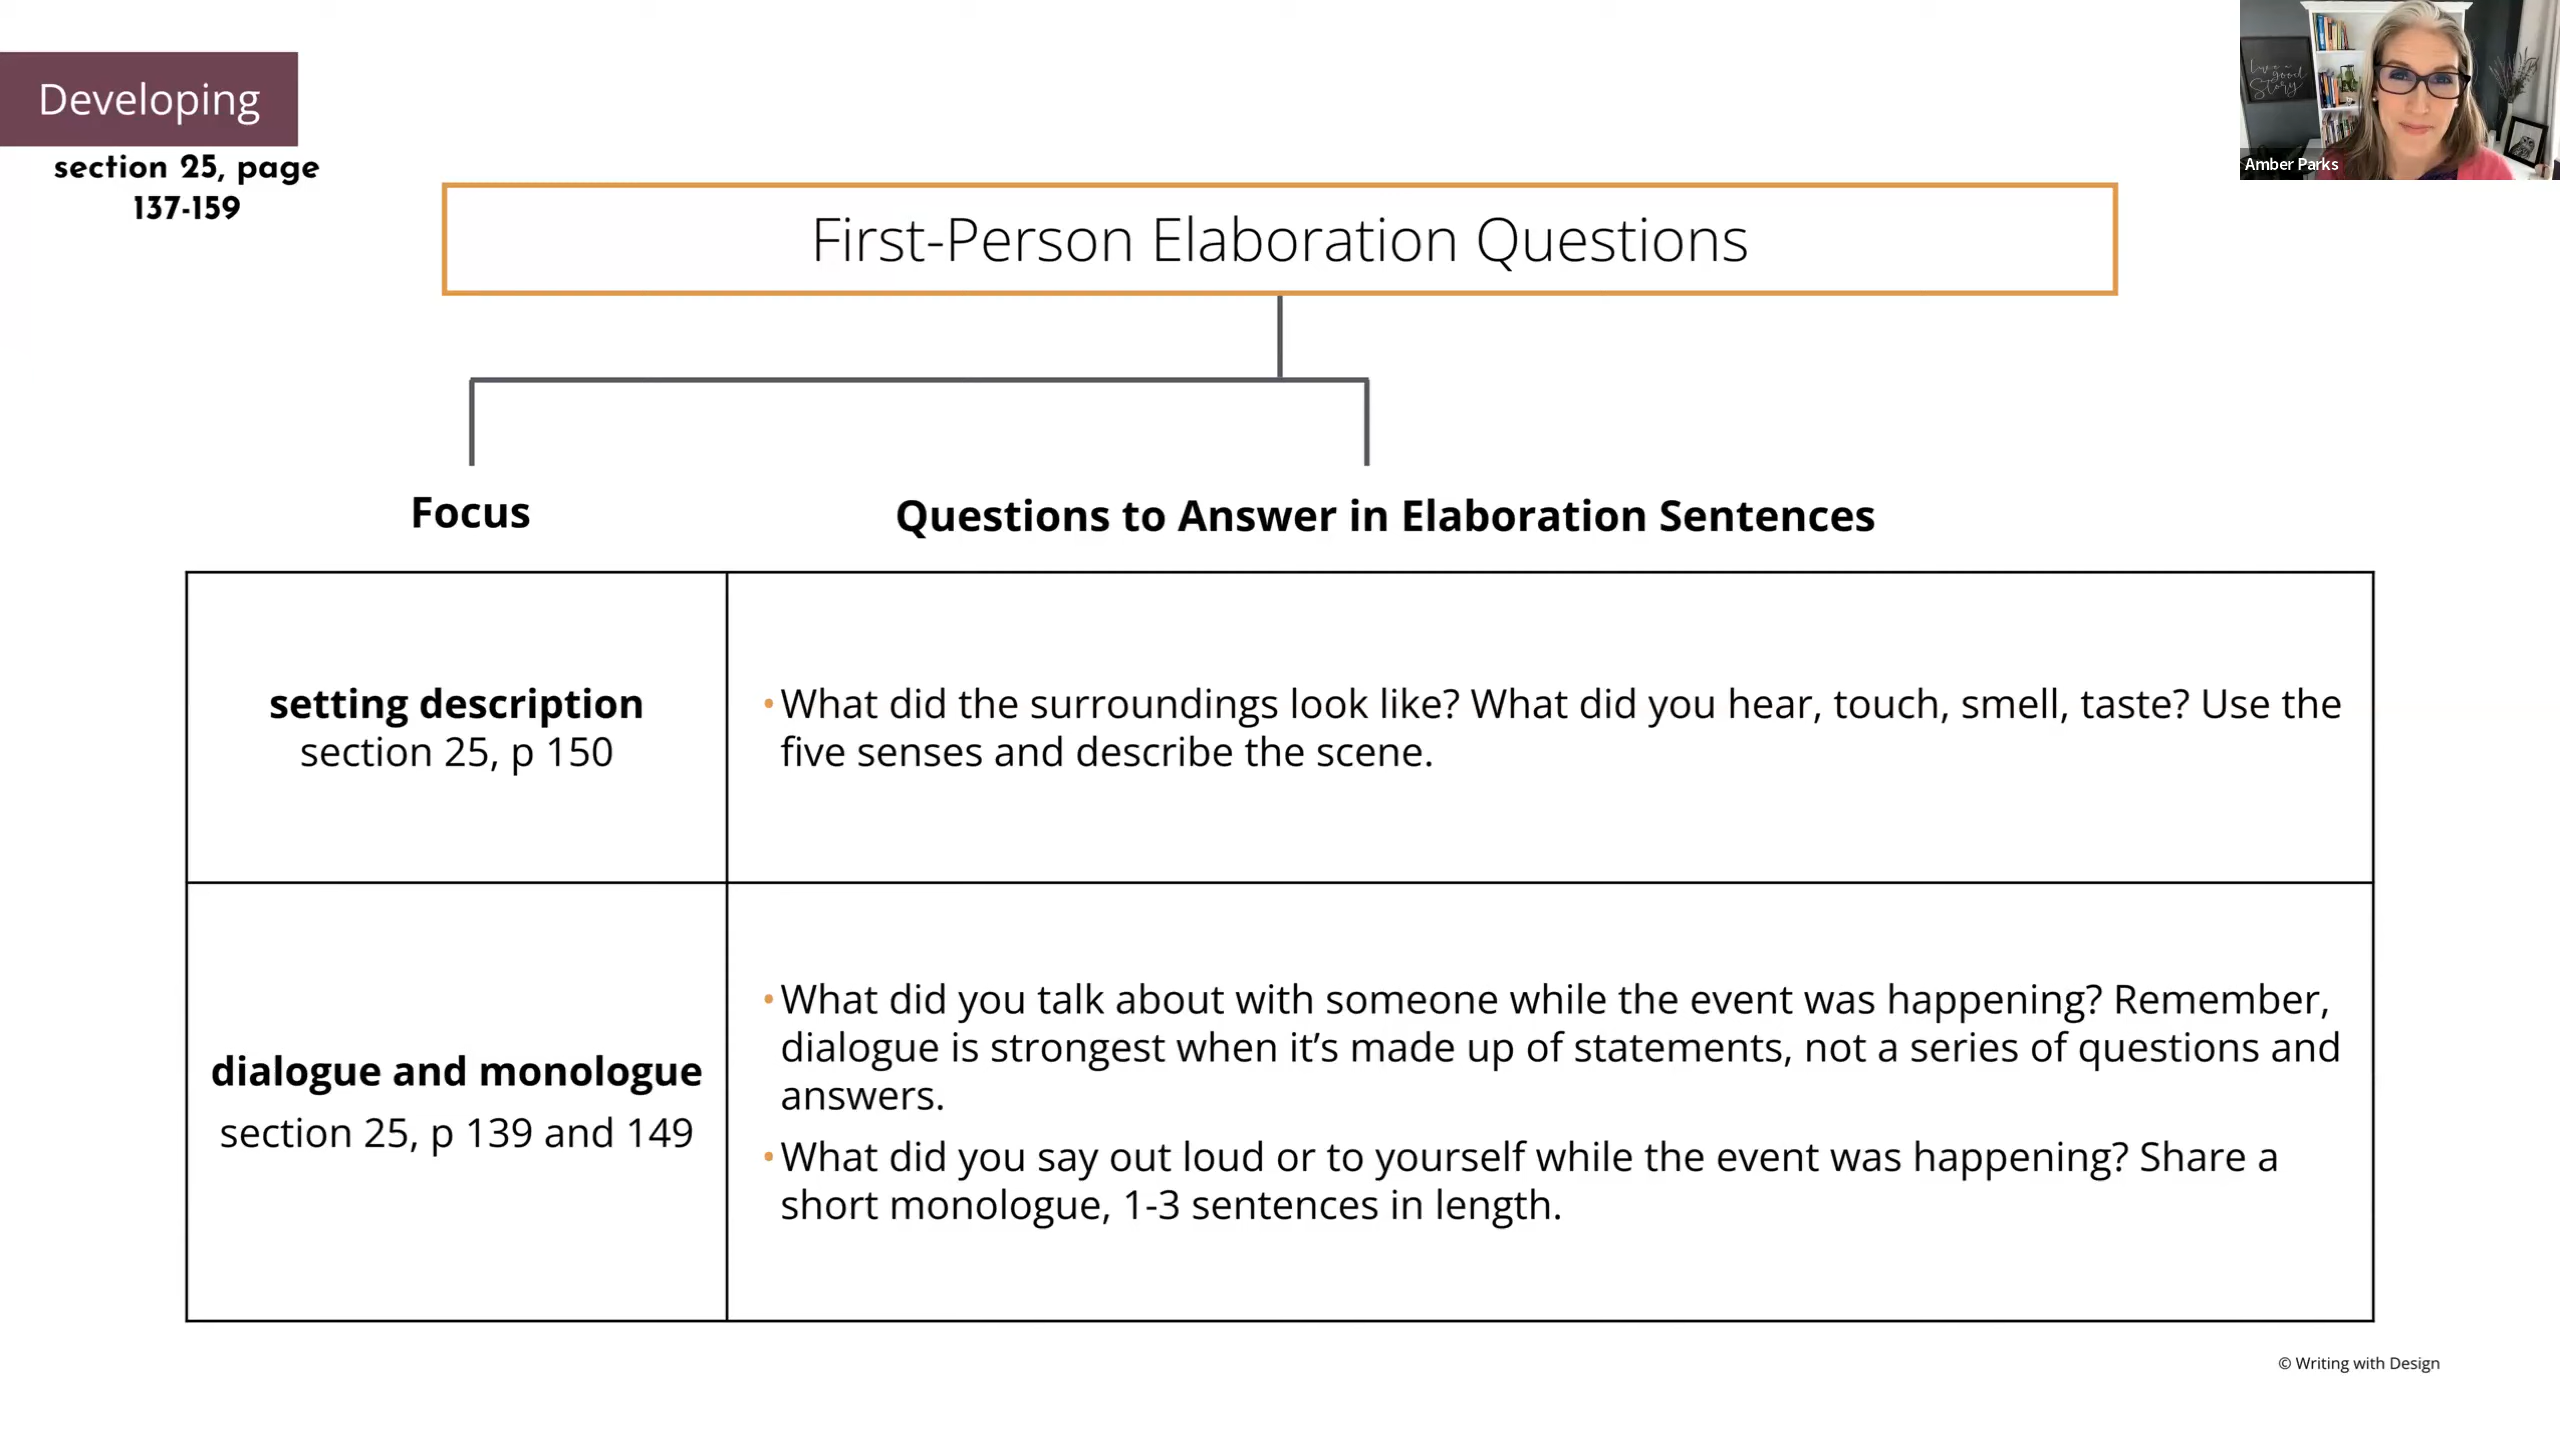 Developing
section 25, page
137-159
Love a
good
Story
Amber Parks
First-Person Elaboration Questions
Focus
Questions to Answer in Elaboration Sentences
setting description
section 25, p 150
•What did the surroundings look like? What did you hear, touch, smell, taste? Use the
five senses and describe the scene.
dialogue and monologue
section 25, p 139 and 149
•What did you talk about with someone while the event was happening? Remember,
dialogue is strongest when it’s made up of statements, not a series of questions and
answers.
•What did you say out loud or to yourself while the event was happening? Share a
short monologue, 1-3 sentences in length.
© Writing with Design